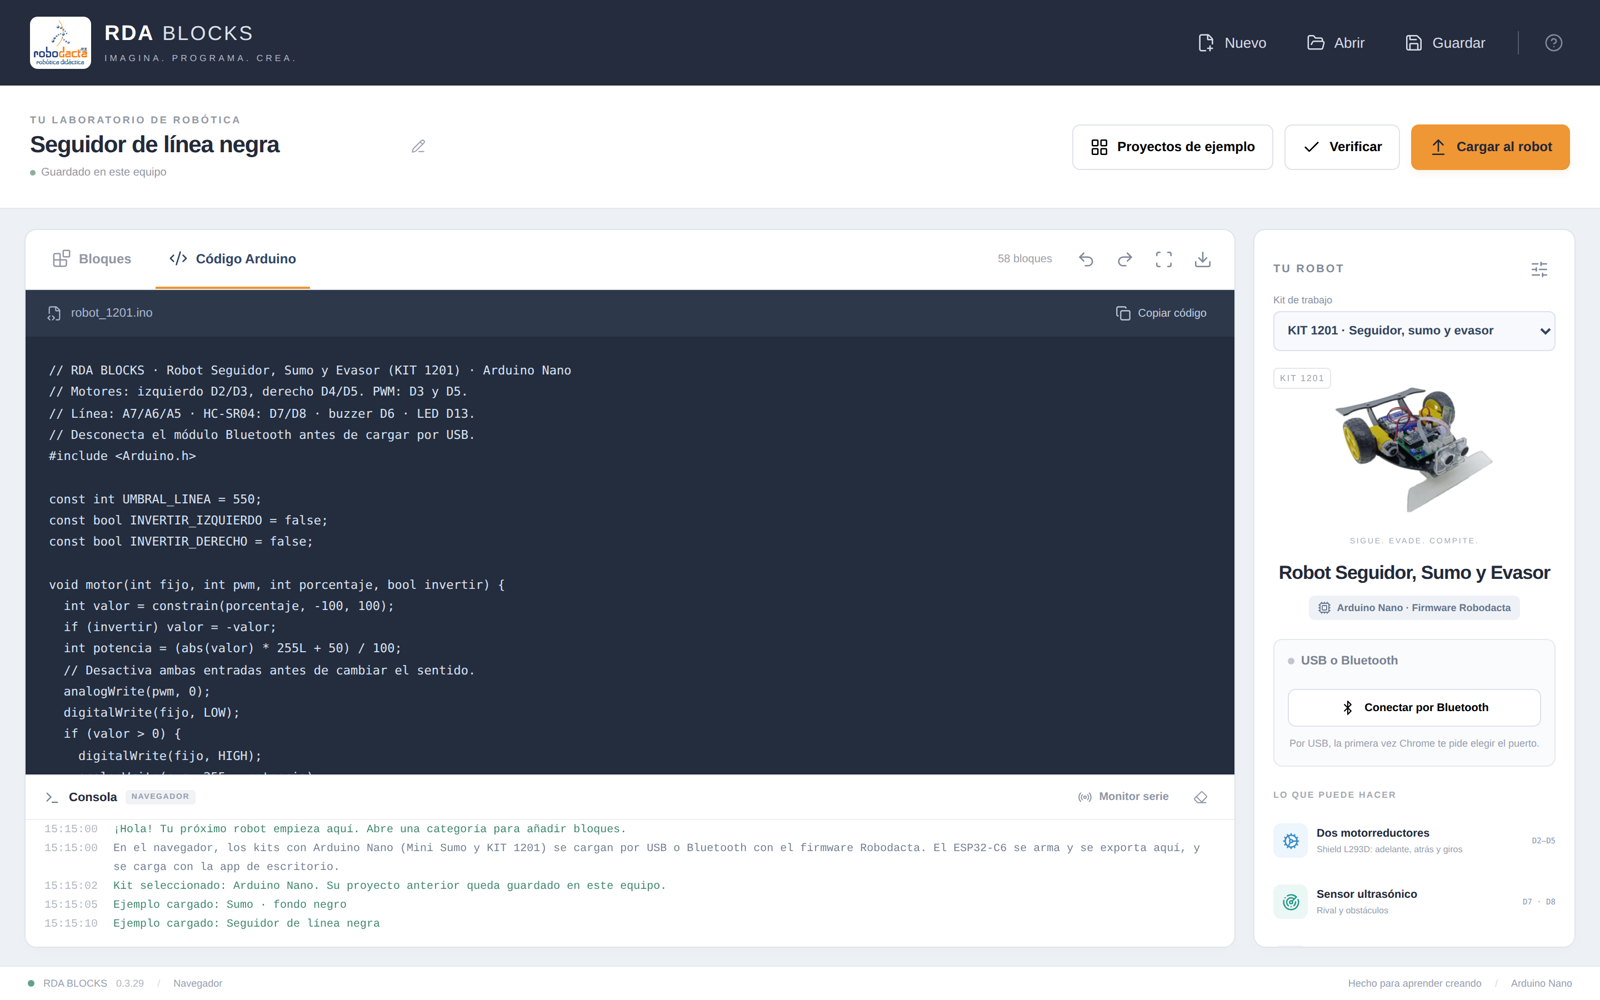 robodacta
robótica didáctica
RDA BLOCKS
IMAGINA. PROGRAMA. CREA.
Nuevo
Abrir
Guardar
TU LABORATORIO DE ROBÓTICA
Seguidor de línea negra
Guardado en este equipo
Proyectos de ejemplo
Verificar
Cargar al robot
Bloques
Código Arduino
58 bloques
robot_1201.ino
Copiar código
// RDA BLOCKS · Robot Seguidor, Sumo y Evasor (KIT 1201) · Arduino Nano
// Motores: izquierdo D2/D3, derecho D4/D5. PWM: D3 y D5.
// Línea: A7/A6/A5 · HC-SR04: D7/D8 · buzzer D6 · LED D13.
// Desconecta el módulo Bluetooth antes de cargar por USB.
#include <Arduino.h>
const int UMBRAL_LINEA = 550;
const bool INVERTIR_IZQUIERDO = false;
const bool INVERTIR_DERECHO = false;
void motor(int fijo, int pwm, int porcentaje, bool invertir) {
int valor = constrain(porcentaje, -100, 100);
if (invertir) valor = -valor;
int potencia = (abs(valor) * 255L + 50) / 100;
// Desactiva ambas entradas antes de cambiar el sentido.
analogWrite(pwm, 0);
digitalWrite(fijo, LOW);
if (valor > 0) {
digitalWrite(fijo, HIGH);
Consola
NAVEGADOR
Monitor serie
15:15:00 ¡Hola! Tu próximo robot empieza aquí. Abre una categoría para añadir bloques.
15:15:00 En el navegador, los kits con Arduino Nano (Mini Sumo y KIT 1201) se cargan por USB o Bluetooth con el firmware Robodacta. El ESP32-C6 se arma y se exporta aquí, y
se carga con la app de escritorio.
15:15:02 Kit seleccionado: Arduino Nano. Su proyecto anterior queda guardado en este equipo.
15:15:05 Ejemplo cargado: Sumo · fondo negro
15:15:10 Ejemplo cargado: Seguidor de línea negra
TU ROBOT
Kit de trabajo
KIT 1201 · Seguidor, sumo y evasor
KIT 1201
SIGUE. EVADE. COMPITE.
Robot Seguidor, Sumo y Evasor
Arduino Nano · Firmware Robodacta
USB o Bluetooth
Conectar por Bluetooth
Por USB, la primera vez Chrome te pide elegir el puerto.
LO QUE PUEDE HACER
Dos motorreductores
Shield L293D: adelante, atrás y giros
D2–D5
Sensor ultrasónico
Rival y obstáculos
D7 · D8
RDA BLOCKS 0.3.29 / Navegador
Hecho para aprender creando / Arduino Nano